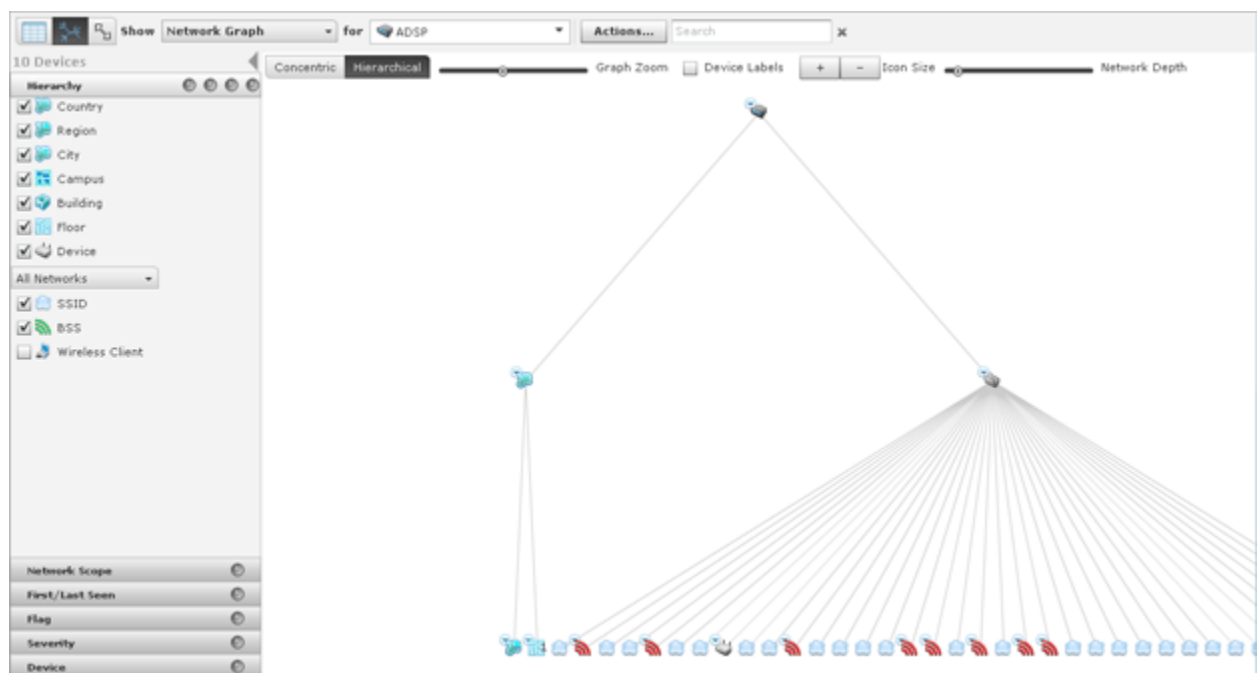 Show Network Graph for ADSP Actions... Search x
10 Devices
Concentric Hierarchical Graph Zoom Device Labels + - Icon Size Network Depth
Hierarchy
Country
Region
City
Campus
Building
Floor
Device
All Networks
SSID
BSS
Wireless Client
Network Scope
First/Last Seen
Flag
Severity
Device